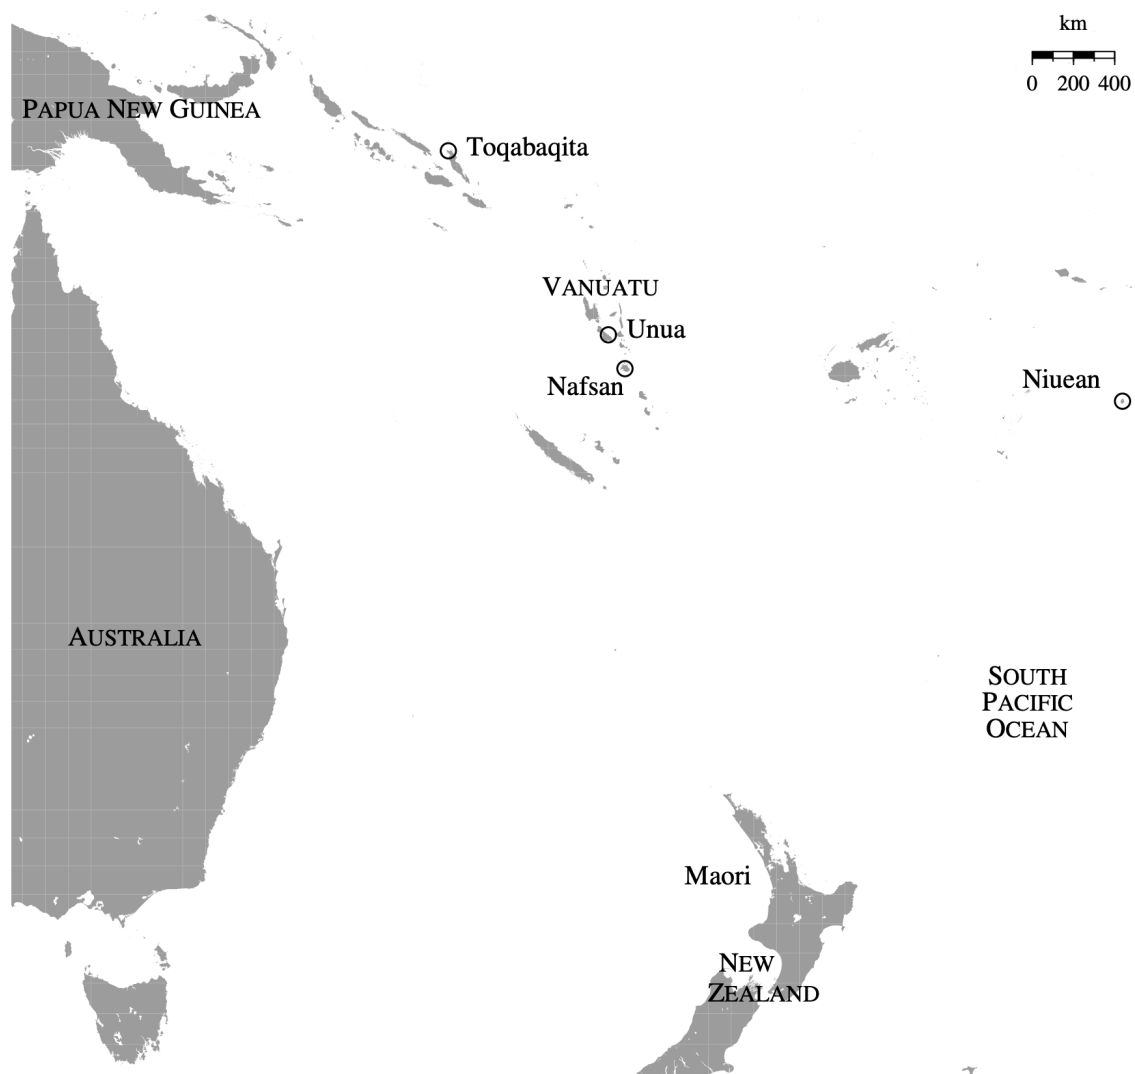 km
0 200 400
PAPUA NEW GUINEA
Toqabaqita
VANUATU
Unua
Nafsan
Niuean
AUSTRALIA
SOUTH
PACIFIC
OCEAN
Maori
NEW
ZEALAND